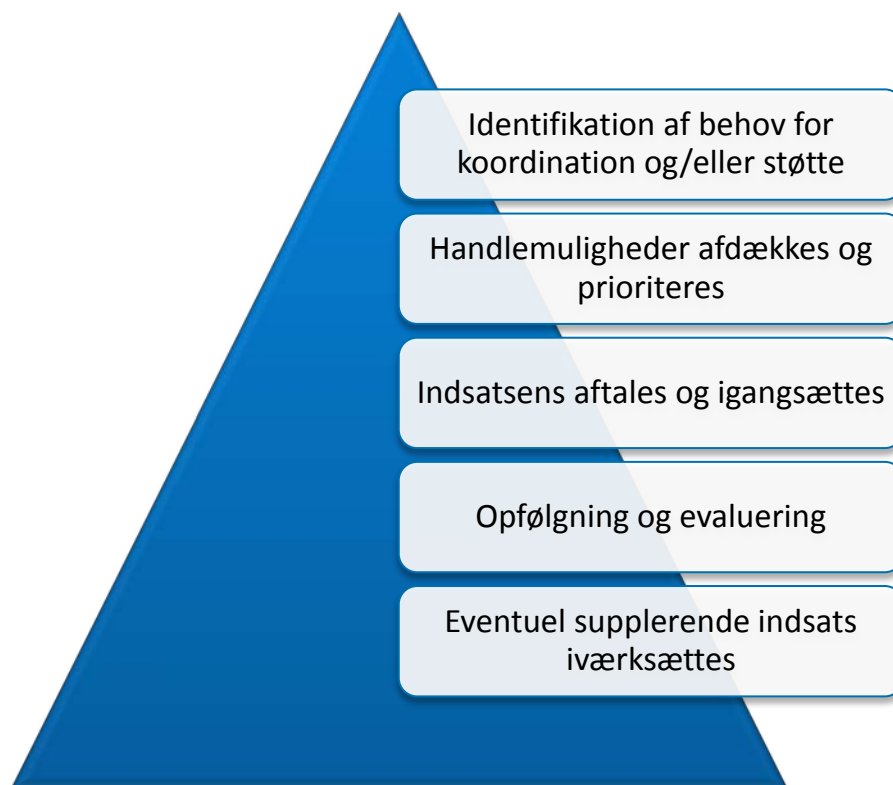 Identifikation af behov for
koordination og/eller støtte
Handlemuligheder afdækkes og
prioriteres
Indsatsens aftales og igangsættes
Opfølgning og evaluering
Eventuel supplerende indsats
iværksættes